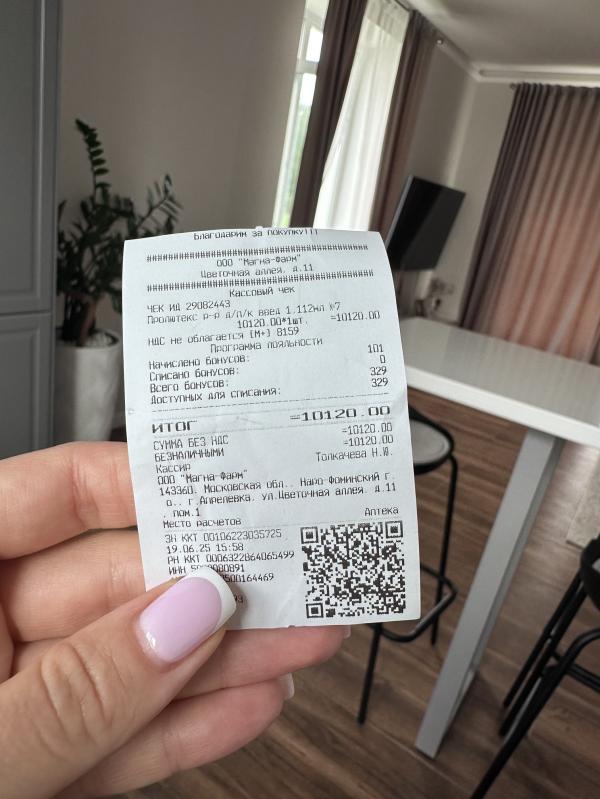 Благодарим за покупку!!!
ООО "Магна-Фарм"
Цветочная аллея, д.11
Кассовый чек
ЧЕК ИД 29082443
Пролютекс р-р д/п/к введ 1,112мл №7
10120.00*1шт. =10120.00
НДС не облагается [М+] 8159
Программа лояльности
Начислено бонусов: 101
Списано бонусов: 0
Всего бонусов: 329
Доступных для списания: 329
ИТОГ =10120.00
СУММА БЕЗ НДС =10120.00
БЕЗНАЛИЧНЫМИ =10120.00
Кассир Толкачева Н.Ю.
ООО "Магна-Фарм"
143360, Московская обл., Наро-Фоминский г.
о., г.Апрелевка, ул.Цветочная аллея, д.11
, пом.1
Место расчетов Аптека
ЗН ККТ 00106223035725
19.06.25 15:58
РН ККТ 0006322864065499
ИНН